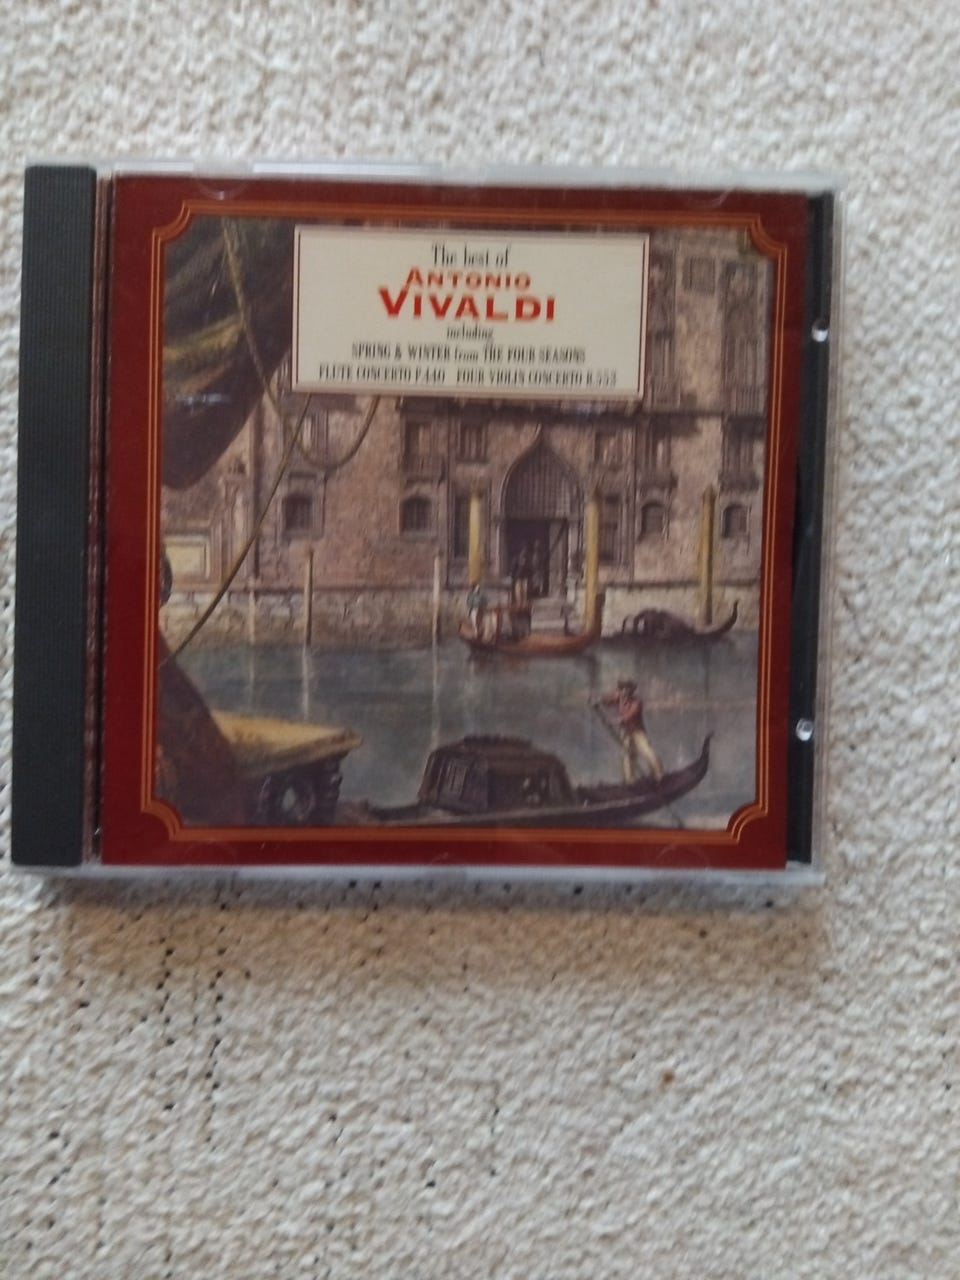 The best of
ANTONIO
VIVALDI
including
SPRING & WINTER from THE FOUR SEASONS
FLUTE CONCERTO P.440 FOUR VIOLIN CONCERTO R.553